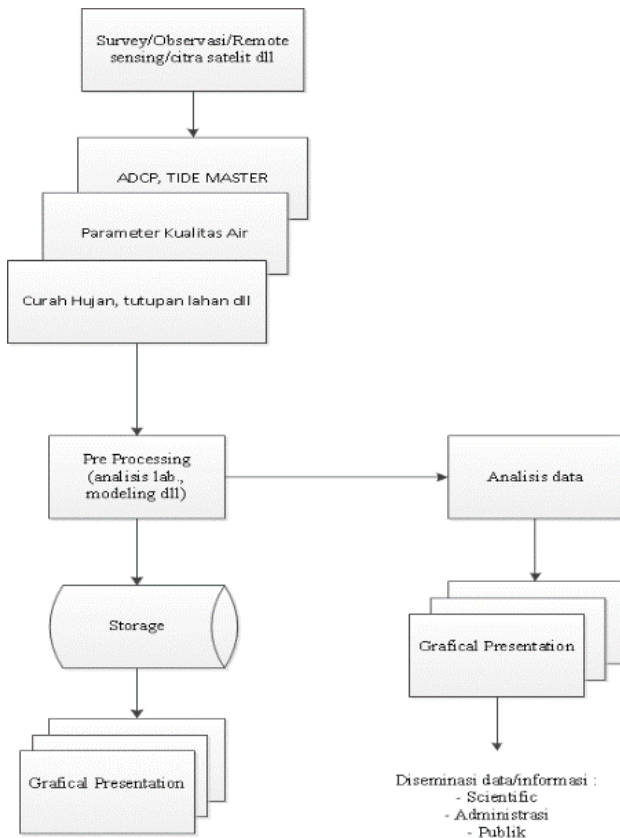 Survey/Observasi/Remote
sensing/citra satelit dll
ADCP, TIDE MASTER
Parameter Kualitas Air
Curah Hujan, tutupan lahan dll
Pre Processing
(analisis lab.,
modeling dll)
Analisis data
Storage
Grafical Presentation
Grafical Presentation
Diseminasi data/informasi :
- Scientific
- Administrasi
- Publik